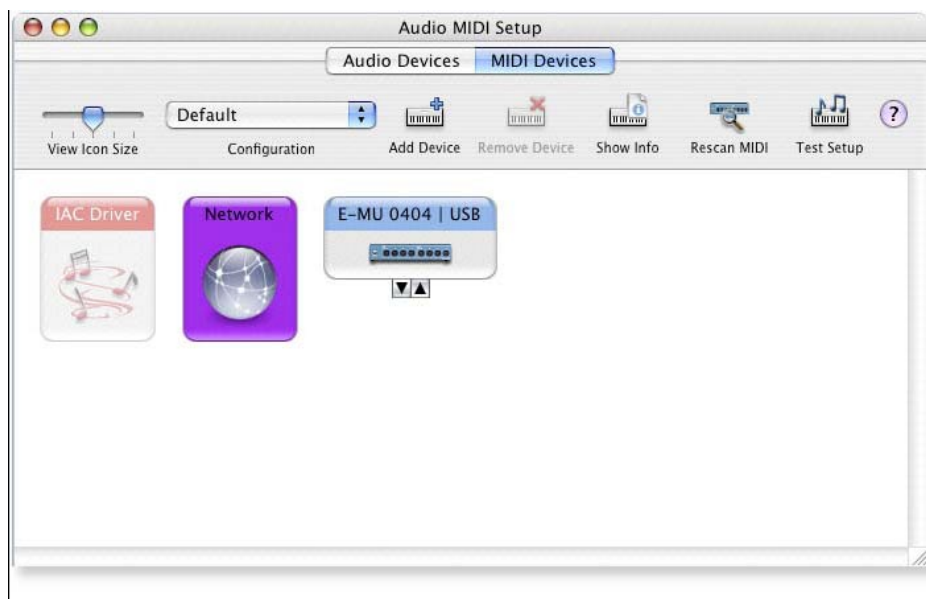 Audio MIDI Setup
Audio Devices MIDI Devices
Default
View Icon Size Configuration Add Device Remove Device Show Info Rescan MIDI Test Setup ?
IAC Driver Network E-MU 0404 | USB